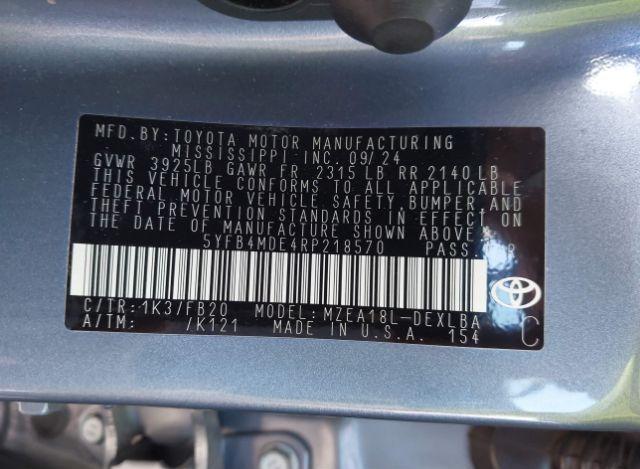 MFD. BY: TOYOTA MOTOR MANUFACTURING
MISSISSIPPI, INC. 09/24
GVWR 3925LB GAWR FR 2315 LB RR 2140 LB
THIS VEHICLE CONFORMS TO ALL APPLICABLE
FEDERAL MOTOR VEHICLE SAFETY, BUMPER, AND
THEFT PREVENTION STANDARDS IN EFFECT ON
THE DATE OF MANUFACTURE SHOWN ABOVE.
5YFB4MDE4RP218570 PASS.
C/TR: 1K3/FB20 MODEL: MZEA18L-DEXLBA
A/TM: /K121 MADE IN U.S.A. 154 C